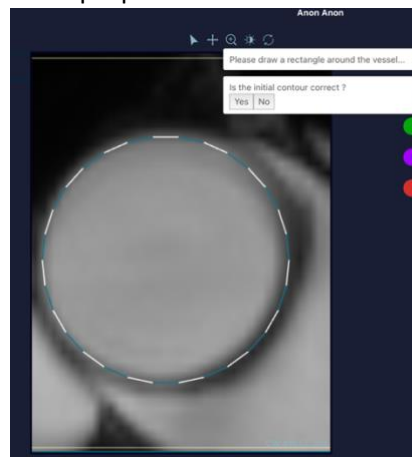 Anon Anon
Please draw a rectangle around the vessel...
Is the initial contour correct ?
Yes No